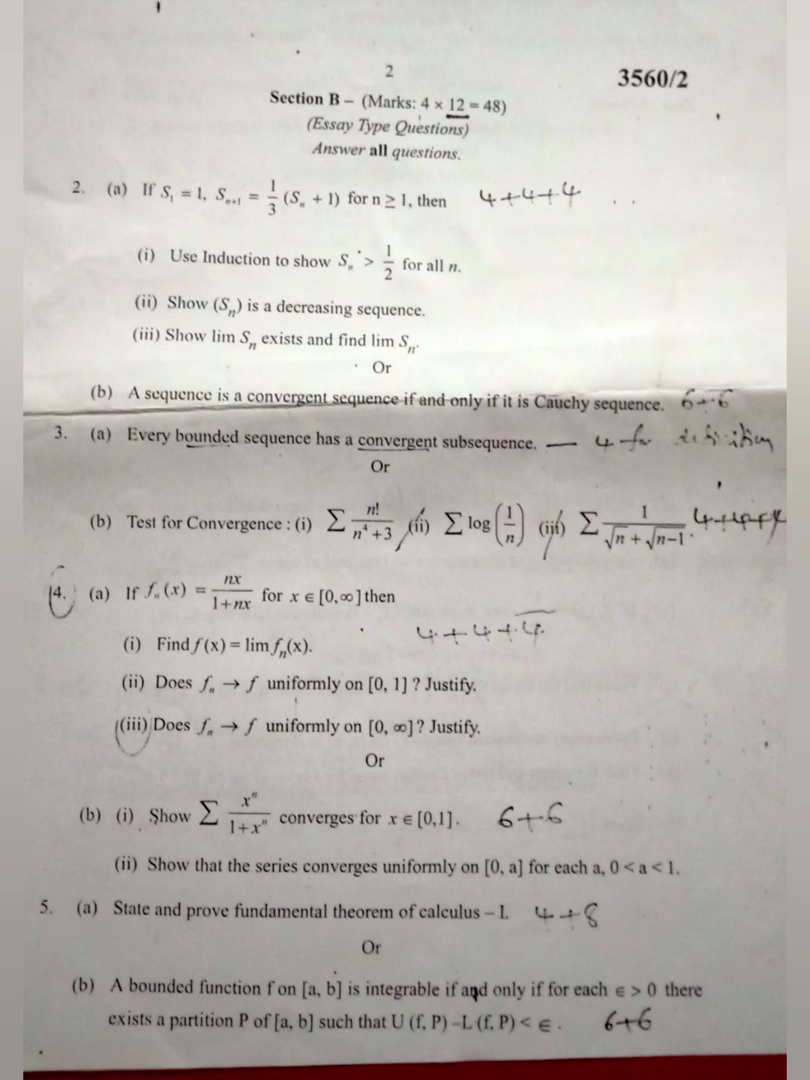 2
3560/2
Section B – (Marks: 4 × 12 = 48)
(Essay Type Questions)
Answer all questions.
2. (a) If S₁ = 1, Sₙ₊₁ = 1/3 (Sₙ + 1) for n ≥ 1, then 4+4+4
(i) Use Induction to show Sₙ > 1/2 for all n.
(ii) Show (Sₙ) is a decreasing sequence.
(iii) Show lim Sₙ exists and find lim Sₙ.
Or
(b) A sequence is a convergent sequence if and only if it is Cauchy sequence. 6+6
3. (a) Every bounded sequence has a convergent subsequence. — 4 for
Or
(b) Test for Convergence : (i) ∑ n!/(n⁴+3) (ii) ∑ log(1/n) (iii) ∑ 1/(√n + √n−1). 4+4+4
4. (a) If fₙ(x) = nx/(1+nx) for x ∈ [0,∞] then
4+4+4
(i) Find f(x) = lim fₙ(x).
(ii) Does fₙ → f uniformly on [0, 1] ? Justify.
(iii) Does fₙ → f uniformly on [0, ∞]? Justify.
Or
(b) (i) Show ∑ xⁿ/(1+xⁿ) converges for x ∈ [0,1]. 6+6
(ii) Show that the series converges uniformly on [0, a] for each a, 0 < a < 1.
5. (a) State and prove fundamental theorem of calculus – I. 4+8
Or
(b) A bounded function f on [a, b] is integrable if and only if for each ∈ > 0 there
exists a partition P of [a, b] such that U (f, P) –L (f, P) < ∈ . 6+6